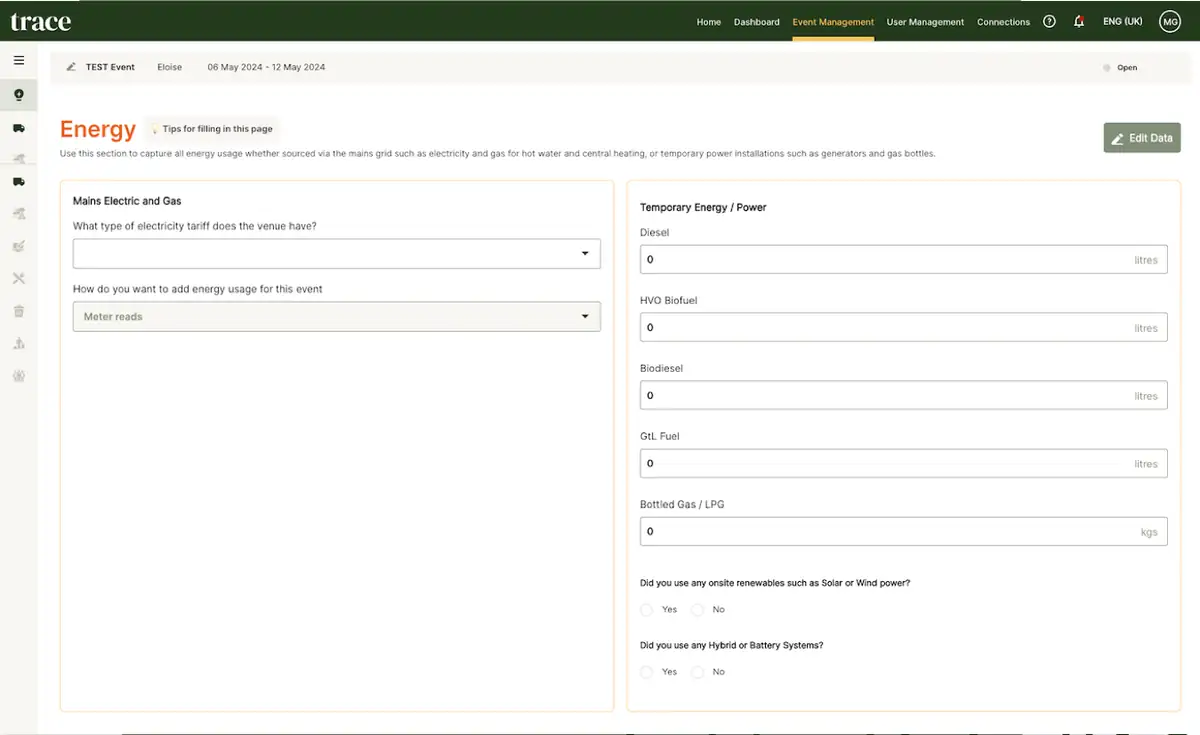 trace
Home Dashboard Event Management User Management Connections ? ENG (UK) MG
TEST Event Eloise 06 May 2024 - 12 May 2024 Open
Energy Tips for filling in this page
Edit Data
Use this section to capture all energy usage whether sourced via the mains grid such as electricity and gas for hot water and central heating, or temporary power installations such as generators and gas bottles.
Mains Electric and Gas
What type of electricity tariff does the venue have?
How do you want to add energy usage for this event
Meter reads
Temporary Energy / Power
Diesel
0 litres
HVO Biofuel
0 litres
Biodiesel
0 litres
GtL Fuel
0 litres
Bottled Gas / LPG
0 kgs
Did you use any onsite renewables such as Solar or Wind power?
Yes No
Did you use any Hybrid or Battery Systems?
Yes No